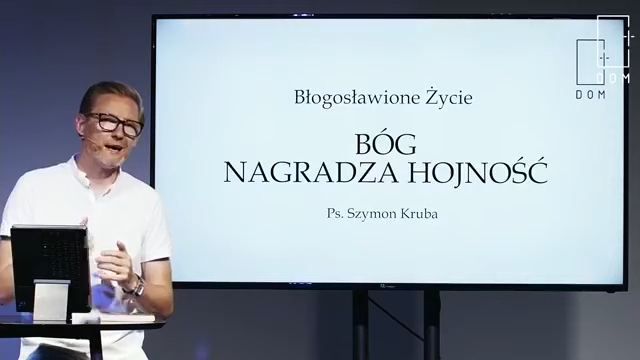 Błogosławione Życie
BÓG
NAGRADZA HOJNOŚĆ
Ps. Szymon Kruba
DOM
DOM